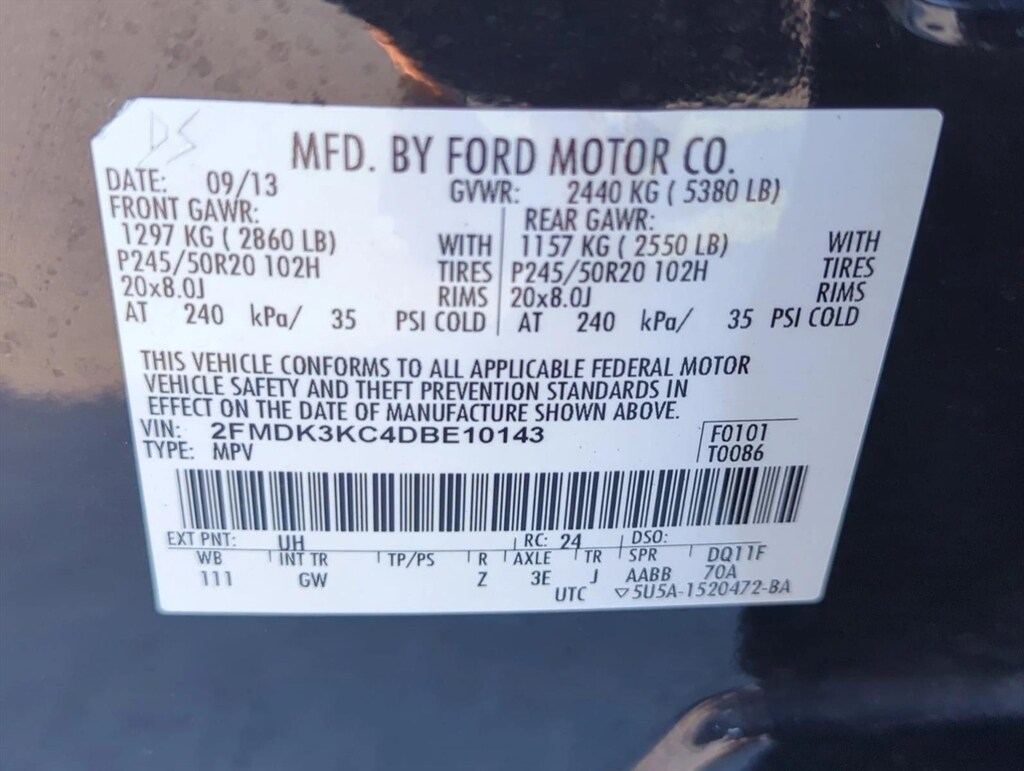 DS
MFD. BY FORD MOTOR CO.
DATE: 09/13 GVWR: 2440 KG ( 5380 LB)
FRONT GAWR: REAR GAWR:
1297 KG ( 2860 LB) WITH 1157 KG ( 2550 LB) WITH
P245/50R20 102H TIRES P245/50R20 102H TIRES
20x8.0J RIMS 20x8.0J RIMS
AT 240 kPa/ 35 PSI COLD AT 240 kPa/ 35 PSI COLD
THIS VEHICLE CONFORMS TO ALL APPLICABLE FEDERAL MOTOR
VEHICLE SAFETY AND THEFT PREVENTION STANDARDS IN
EFFECT ON THE DATE OF MANUFACTURE SHOWN ABOVE.
VIN: 2FMDK3KC4DBE10143 F0101
TYPE: MPV T0086
EXT PNT: UH RC: 24 DSO:
WB INT TR TP/PS R AXLE TR SPR DQ11F
111 GW Z 3E J AABB 70A
UTC ▽5U5A-1520472-BA